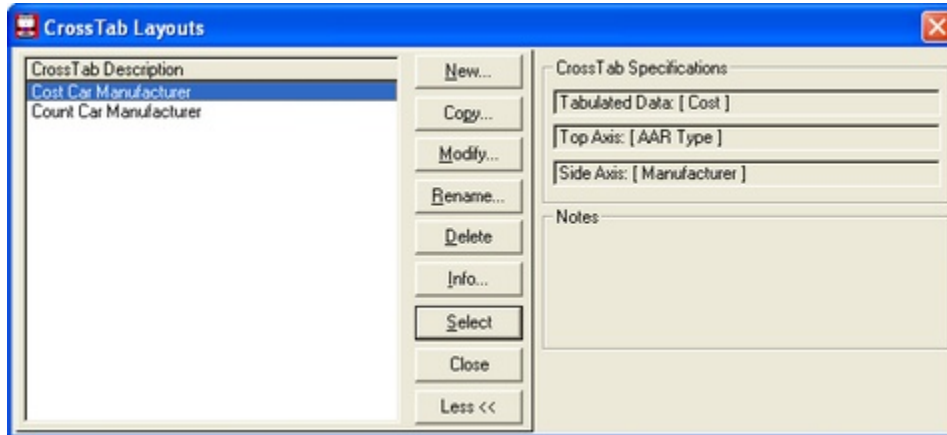 CrossTab Layouts
CrossTab Description
Cost Car Manufacturer
Count Car Manufacturer
New...
Copy...
Modify...
Rename...
Delete
Info...
Select
Close
Less <<
CrossTab Specifications
Tabulated Data: [ Cost ]
Top Axis: [ AAR Type ]
Side Axis: [ Manufacturer ]
Notes